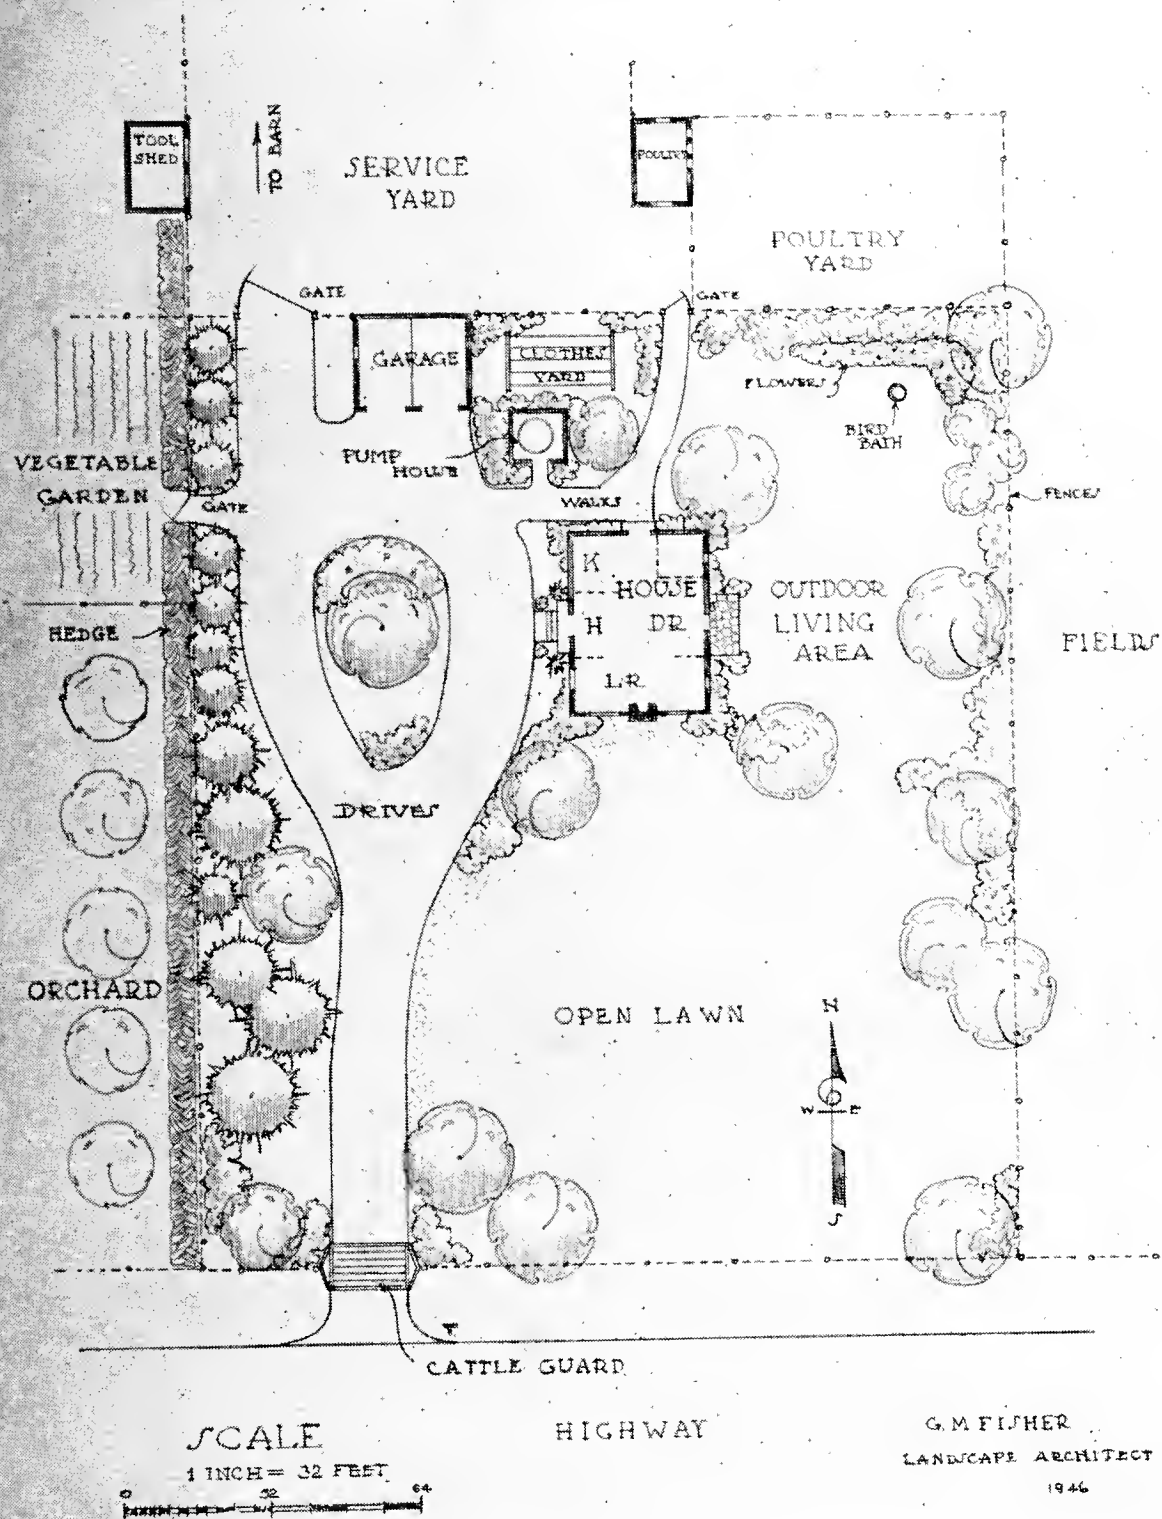 TOOL
SHED
TO BARN
SERVICE
YARD
POULTRY
POULTRY
YARD
GATE
GATE
GARAGE
CLOTHES
YARD
FLOWERS
BIRD
BATH
PUMP
HOUSE
VEGETABLE
GARDEN
GATE
WALKS
FENCES
K
HOUSE
H
DR
LR
OUTDOOR
LIVING
AREA
HEDGE
FIELDS
DRIVES
ORCHARD
OPEN LAWN
N
W E
S
CATTLE GUARD
HIGHWAY
SCALE
1 INCH = 32 FEET
0 32 64
G. M FISHER
LANDSCAPE ARCHITECT
1946